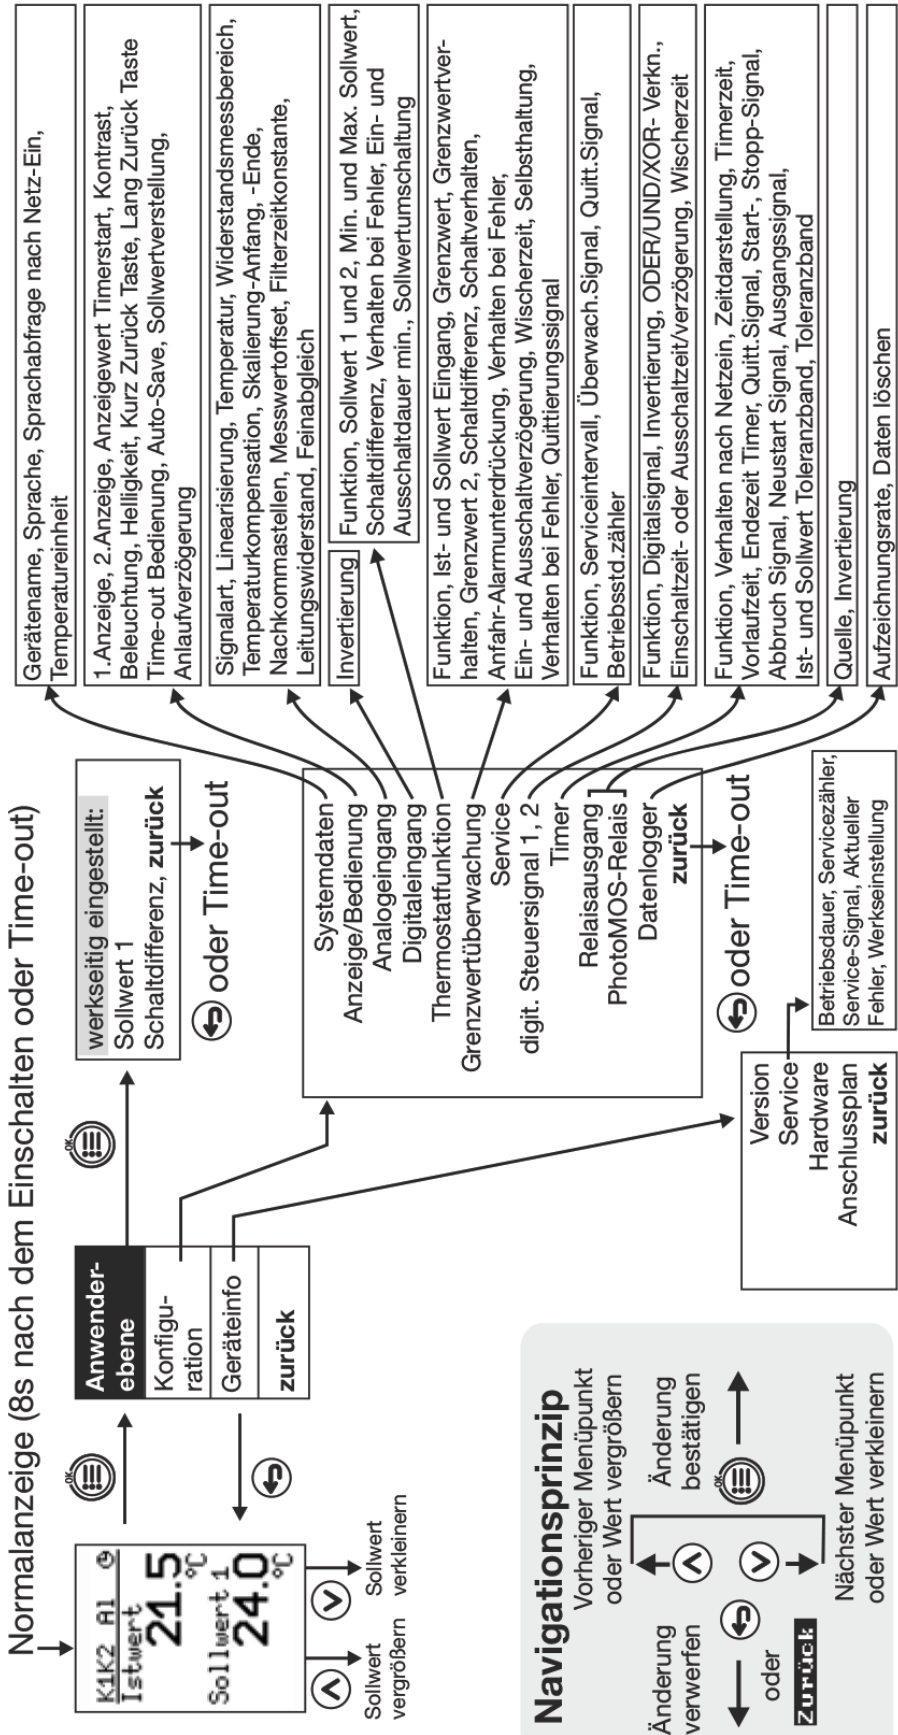 Normalanzeige (8s nach dem Einschalten oder Time-out)
K1K2 A1
Istwert
21.5
°C
Sollwert 1
24.0
°C
Sollwert
vergrößern
Sollwert
verkleinern
OK
Anwender-
ebene
Konfigu-
ration
Geräteinfo
zurück
OK
werkseitig eingestellt:
Sollwert 1
Schaltdifferenz, zurück
oder Time-out
Systemdaten
Anzeige/Bedienung
Analogeingang
Digitaleingang
Thermostatfunktion
Grenzwertüberwachung
Service
digit. Steuersignal 1, 2
Timer
Relaisausgang
PhotoMOS-Relais
Datenlogger
zurück
oder Time-out
Version
Service
Hardware
Anschlussplan
zurück
Betriebsdauer, Servicezähler,
Service-Signal, Aktueller
Fehler, Werkseinstellung
Gerätename, Sprache, Sprachabfrage nach Netz-Ein,
Temperatureinheit
1.Anzeige, 2.Anzeige, Anzeigewert Timerstart, Kontrast,
Beleuchtung, Helligkeit, Kurz Zurück Taste, Lang Zurück Taste
Time-out Bedienung, Auto-Save, Sollwertverstellung,
Anlaufverzögerung
Signalart, Linearisierung, Temperatur, Widerstandsmessbereich,
Temperaturkompensation, Skalierung-Anfang, -Ende,
Nachkommastellen, Messwertoffset, Filterzeitkonstante,
Leitungswiderstand, Feinabgleich
Invertierung
Funktion, Sollwert 1 und 2, Min. und Max. Sollwert,
Schaltdifferenz, Verhalten bei Fehler, Ein- und
Ausschaltdauer min., Sollwertumschaltung
Funktion, Ist- und Sollwert Eingang, Grenzwert, Grenzwertver-
halten, Grenzwert 2, Schaltdifferenz, Schaltverhalten,
Anfahr-Alarmunterdrückung, Verhalten bei Fehler,
Ein- und Ausschaltverzögerung, Wischerzeit, Selbsthaltung,
Verhalten bei Fehler, Quittierungssignal
Funktion, Serviceintervall, Überwach.Signal, Quitt.Signal,
Betriebsstd.zähler
Funktion, Digitalsignal, Invertierung, ODER/UND/XOR- Verkn.,
Einschaltzeit- oder Ausschaltzeit/verzögerung, Wischerzeit
Funktion, Verhalten nach Netzein, Zeitdarstellung, Timerzeit,
Vorlaufzeit, Endezeit Timer, Quitt.Signal, Start-, Stopp-Signal,
Abbruch Signal, Neustart Signal, Ausgangssignal,
Ist- und Sollwert Toleranzband, Toleranzband
Quelle, Invertierung
Aufzeichnungsrate, Daten löschen
Navigationsprinzip
Vorheriger Menüpunkt
oder Wert vergrößern
Änderung
verwerfen
oder
Zurück
Änderung
bestätigen
OK
Nächster Menüpunkt
oder Wert verkleinern